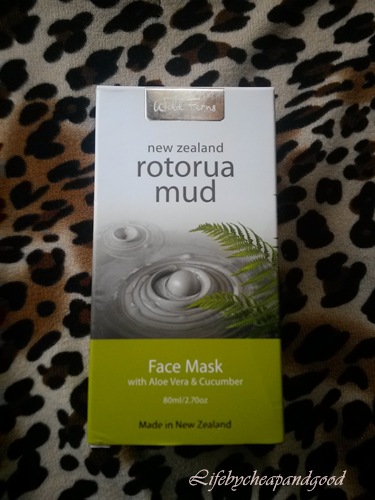 Wild Ferns
new zealand
rotorua
mud
Face Mask
with Aloe Vera & Cucumber
80ml/2.70oz
Made in New Zealand
Lifebycheapandgood